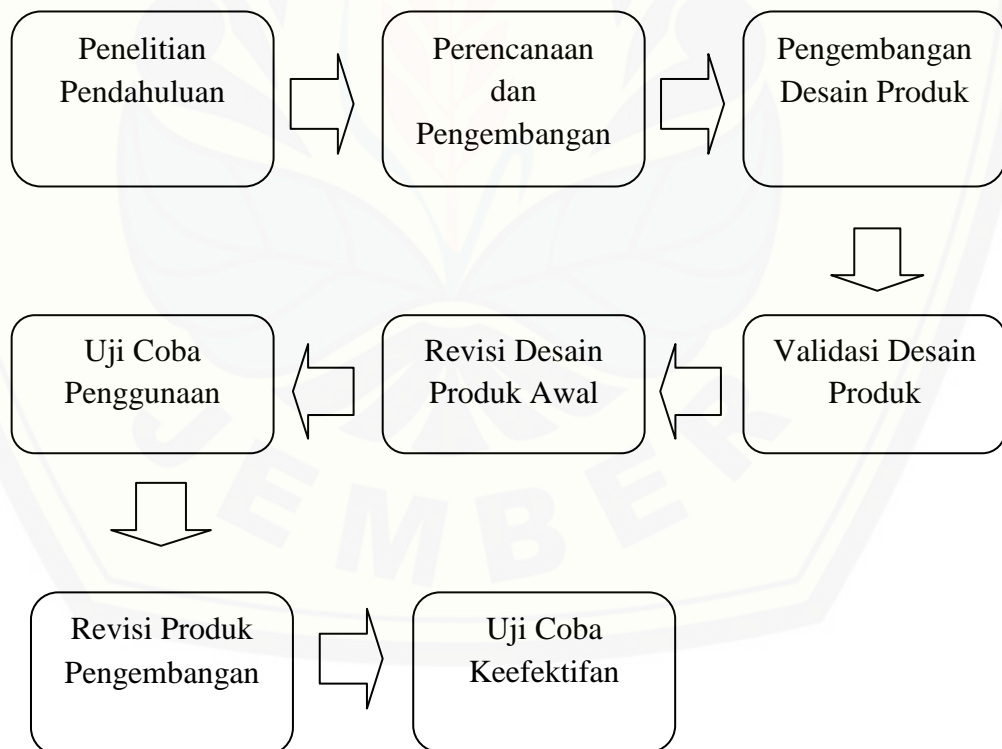 Penelitian
Pendahuluan
Perencanaan
dan
Pengembangan
Pengembangan
Desain Produk
Validasi Desain
Produk
Revisi Desain
Produk Awal
Uji Coba
Penggunaan
Revisi Produk
Pengembangan
Uji Coba
Keefektifan
JEMBER